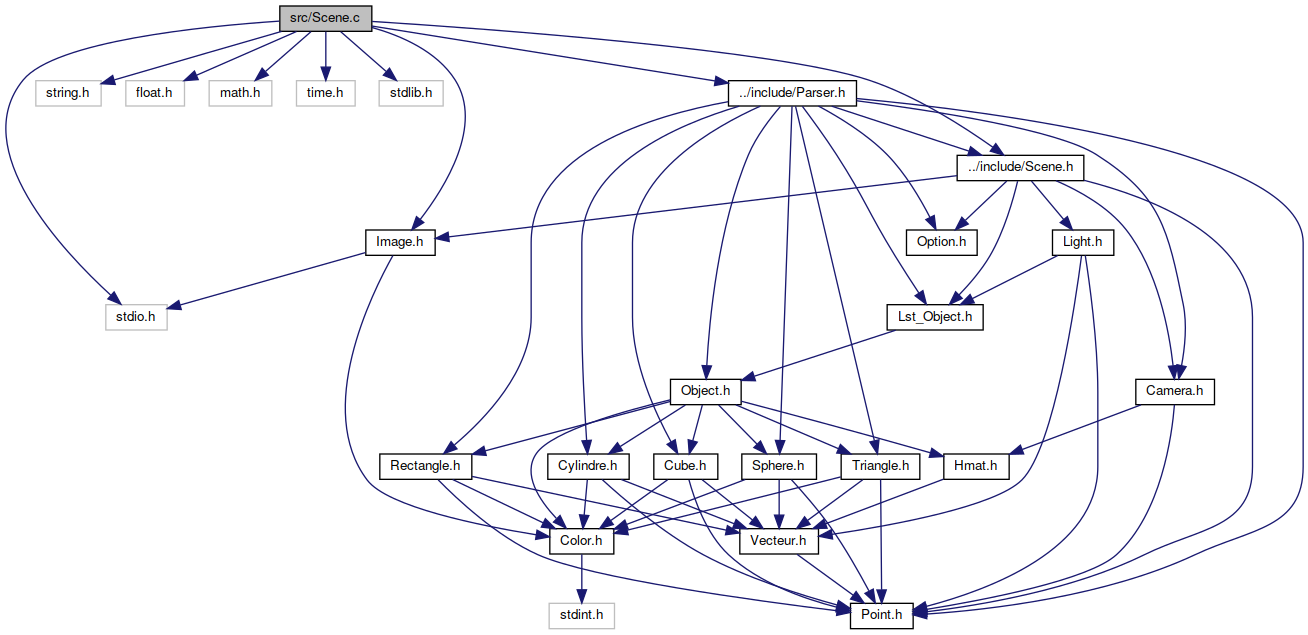 src/Scene.c
string.h
float.h
math.h
time.h
stdlib.h
../include/Parser.h
../include/Scene.h
Image.h
Option.h
Light.h
stdio.h
Lst_Object.h
Object.h
Camera.h
Rectangle.h
Cylindre.h
Cube.h
Sphere.h
Triangle.h
Hmat.h
Color.h
Vecteur.h
stdint.h
Point.h